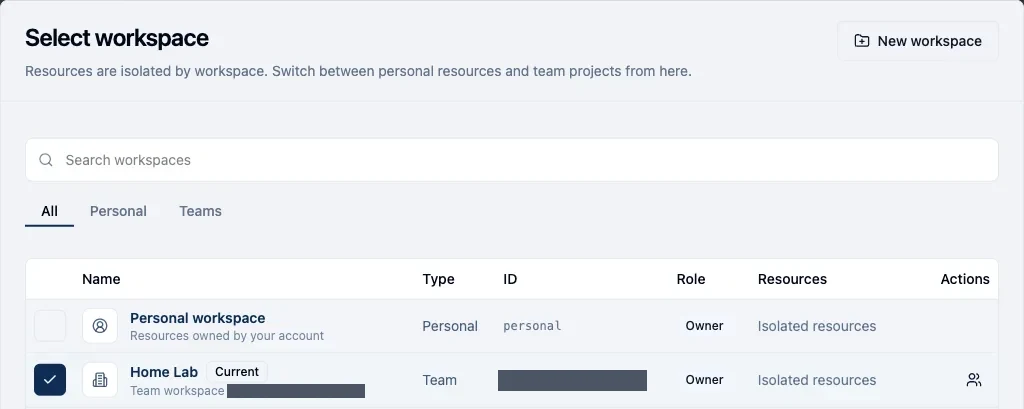 Select workspace
New workspace
Resources are isolated by workspace. Switch between personal resources and team projects from here.
Search workspaces
All Personal Teams
Name Type ID Role Resources Actions
Personal workspace
Resources owned by your account
Personal personal Owner Isolated resources
Home Lab Current
Team workspace
Team Owner Isolated resources